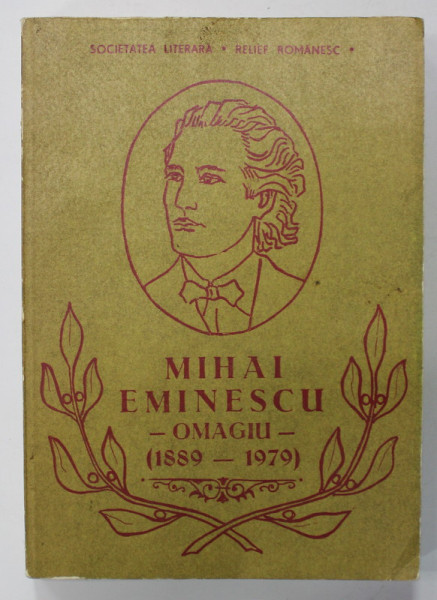 SOCIETATEA LITERARĂ • RELIEF ROMÂNESC •
MIHAI
EMINESCU
— OMAGIU —
(1889 — 1979)